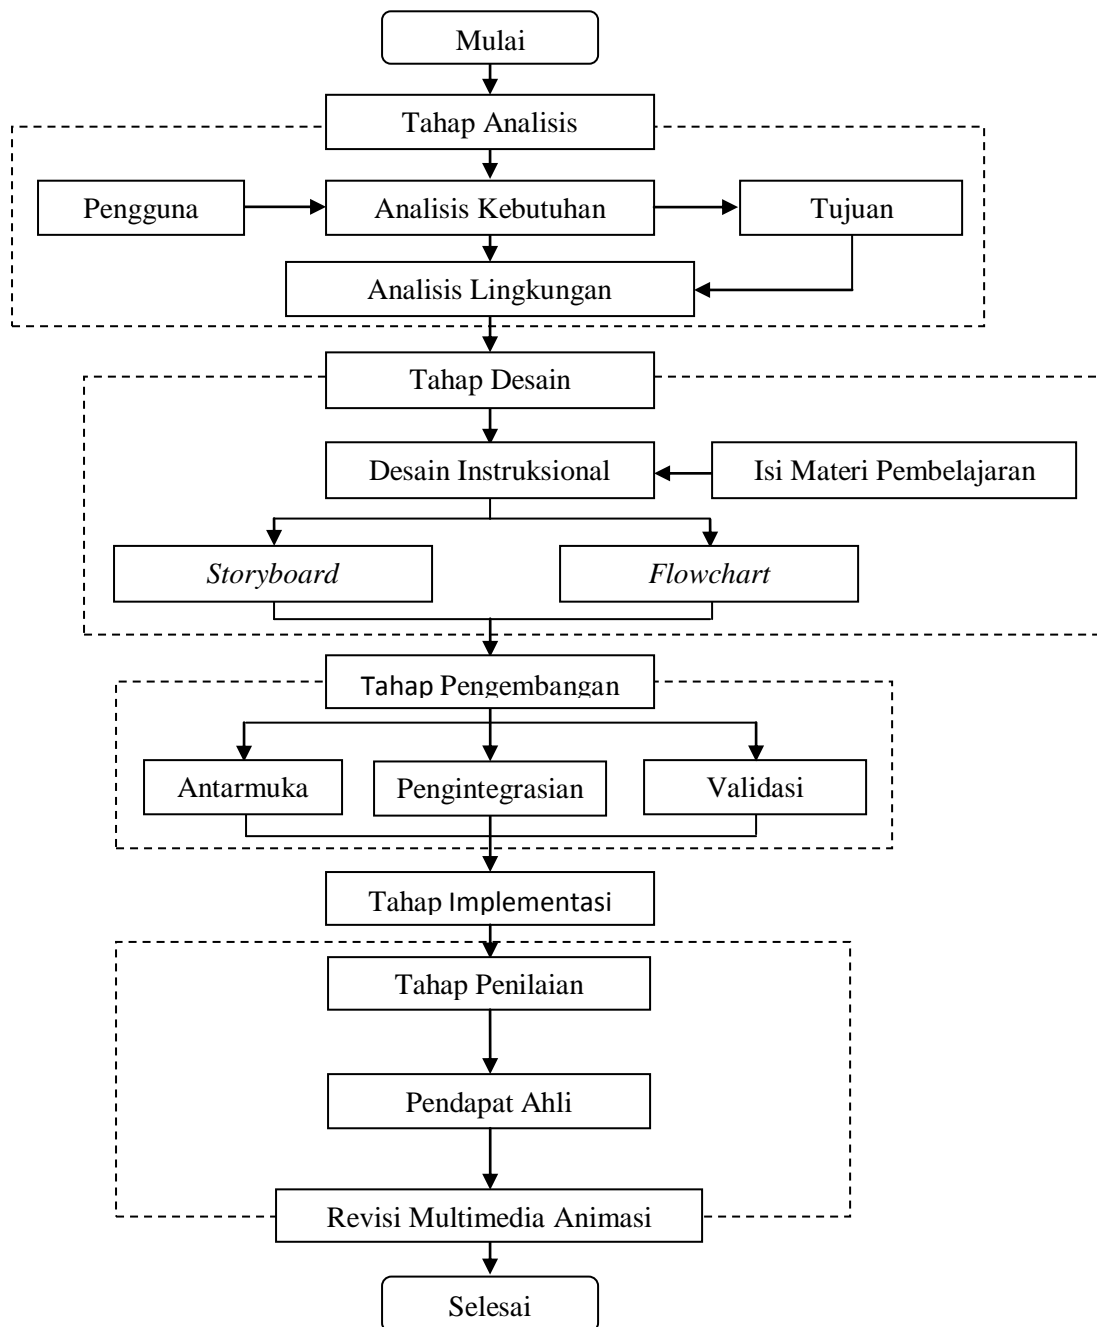 Mulai
Tahap Analisis
Pengguna
Analisis Kebutuhan
Tujuan
Analisis Lingkungan
Tahap Desain
Desain Instruksional
Isi Materi Pembelajaran
Storyboard
Flowchart
Tahap Pengembangan
Antarmuka
Pengintegrasian
Validasi
Tahap Implementasi
Tahap Penilaian
Pendapat Ahli
Revisi Multimedia Animasi
Selesai